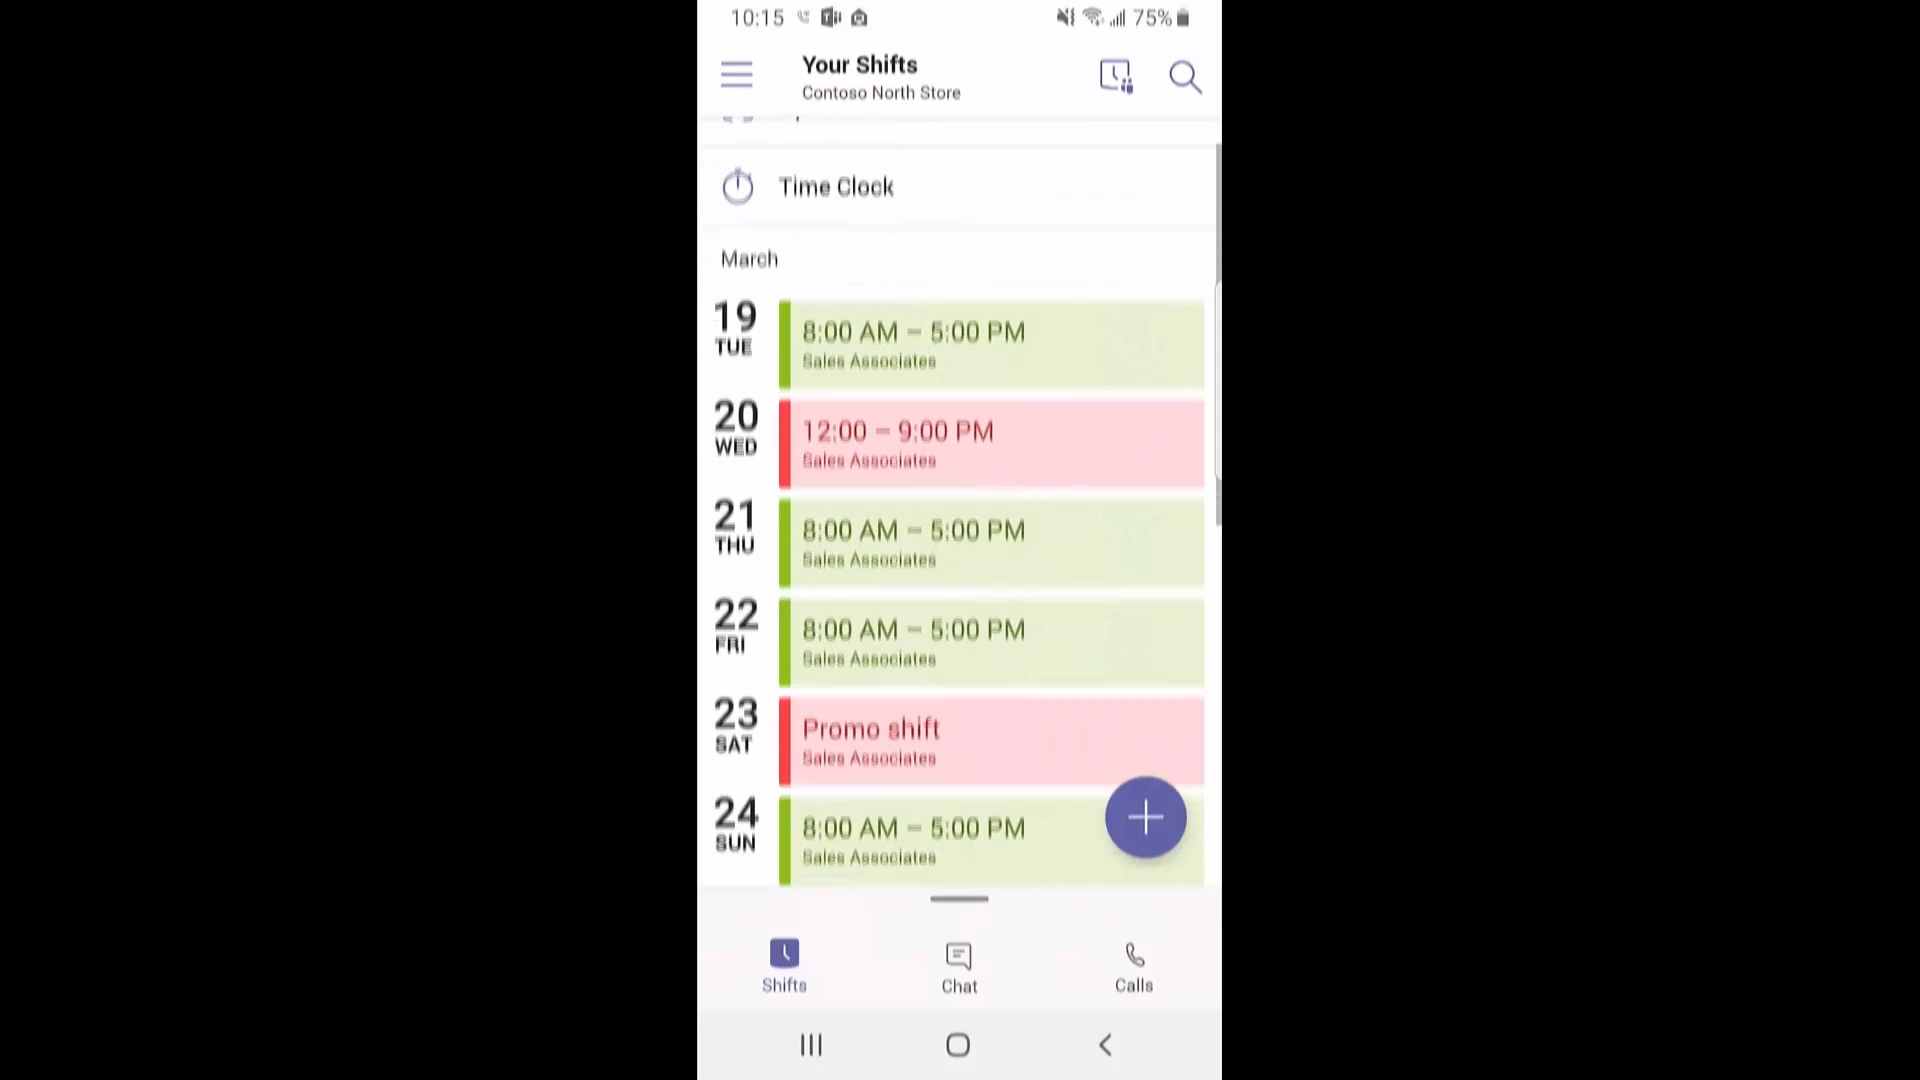 10:15 75%
Your Shifts
Contoso North Store
Time Clock
March
19
TUE
8:00 AM – 5:00 PM
Sales Associates
20
WED
12:00 – 9:00 PM
Sales Associates
21
THU
8:00 AM – 5:00 PM
Sales Associates
22
FRI
8:00 AM – 5:00 PM
Sales Associates
23
SAT
Promo shift
Sales Associates
24
SUN
8:00 AM – 5:00 PM
Sales Associates
Shifts
Chat
Calls